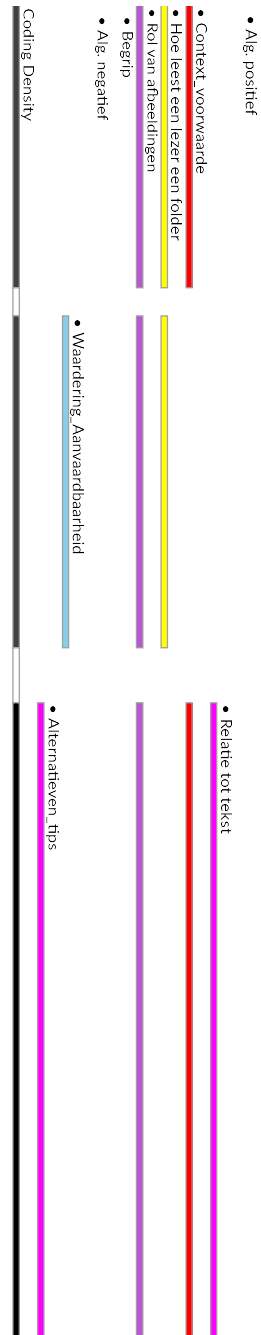 Coding Density
• Alternatieven_tips
• Waardering_Aanvaardbaarheid
• Alg. negatief
• Begrip
• Rol van afbeeldingen
• Hoe leest een lezer een folder
• Context_voorwaarde
• Relatie tot tekst
• Alg. positief